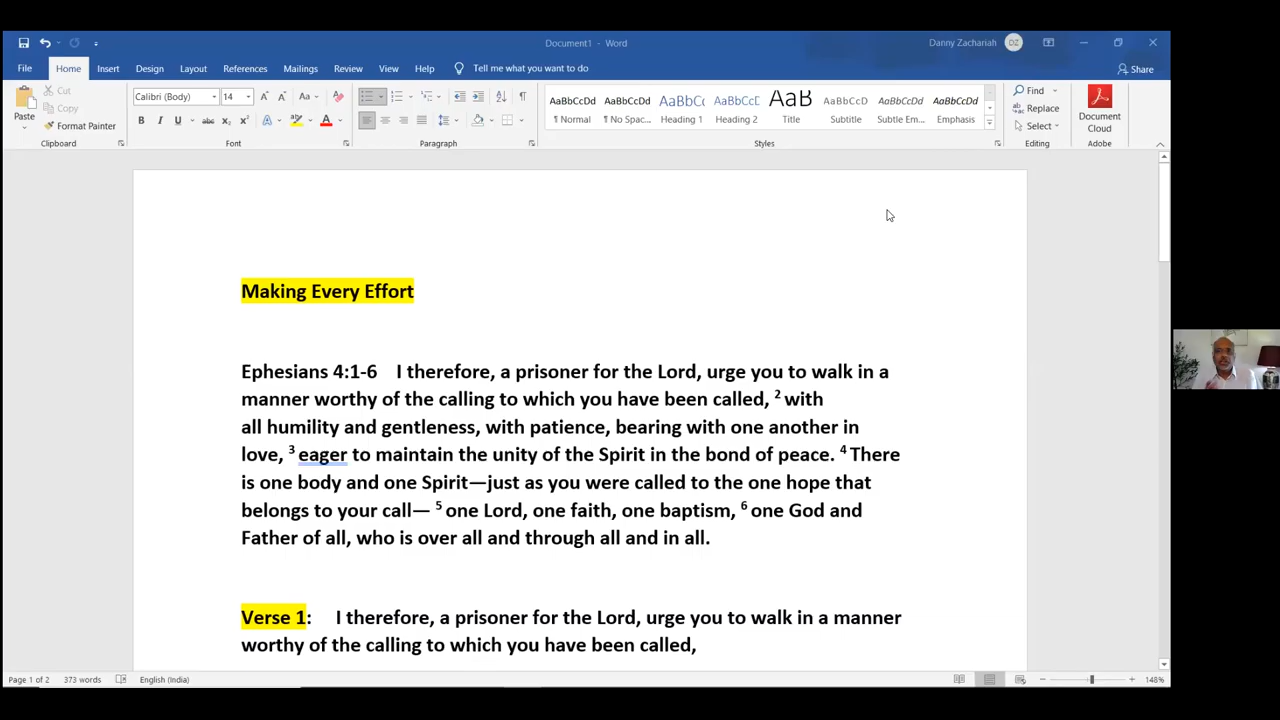 Document1 - Word
Danny Zachariah DZ
File Home Insert Design Layout References Mailings Review View Help Tell me what you want to do Share
Paste
Cut
Copy
Format Painter
Clipboard
Calibri (Body) 14
Font
Paragraph
AaBbCcDd AaBbCcDd AaBbCc AaBbCcD AaB AaBbCcD AaBbCcDd AaBbCcDd
¶ Normal ¶ No Spac... Heading 1 Heading 2 Title Subtitle Subtle Em... Emphasis
Styles
Find
Replace
Select
Editing
Document
Cloud
Adobe
Making Every Effort
Ephesians 4:1-6 I therefore, a prisoner for the Lord, urge you to walk in a
manner worthy of the calling to which you have been called, 2 with
all humility and gentleness, with patience, bearing with one another in
love, 3 eager to maintain the unity of the Spirit in the bond of peace. 4 There
is one body and one Spirit—just as you were called to the one hope that
belongs to your call— 5 one Lord, one faith, one baptism, 6 one God and
Father of all, who is over all and through all and in all.
Verse 1: I therefore, a prisoner for the Lord, urge you to walk in a manner
worthy of the calling to which you have been called,
Page 1 of 2 373 words English (India) 148%